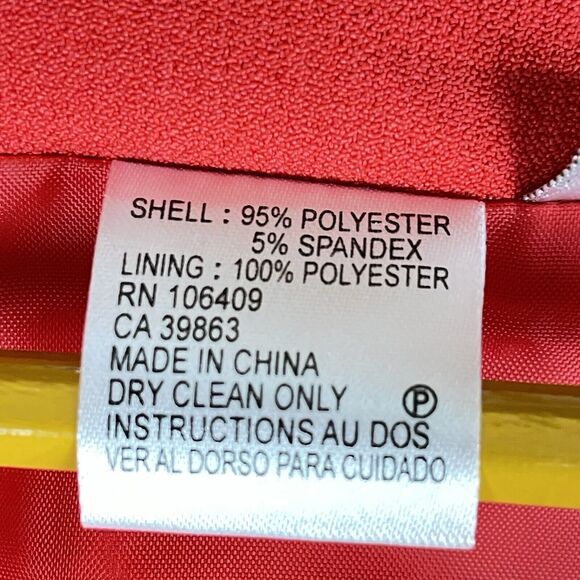 SHELL : 95% POLYESTER
5% SPANDEX
LINING : 100% POLYESTER
RN 106409
CA 39863
MADE IN CHINA
DRY CLEAN ONLY Ⓟ
INSTRUCTIONS AU DOS
VER AL DORSO PARA CUIDADO